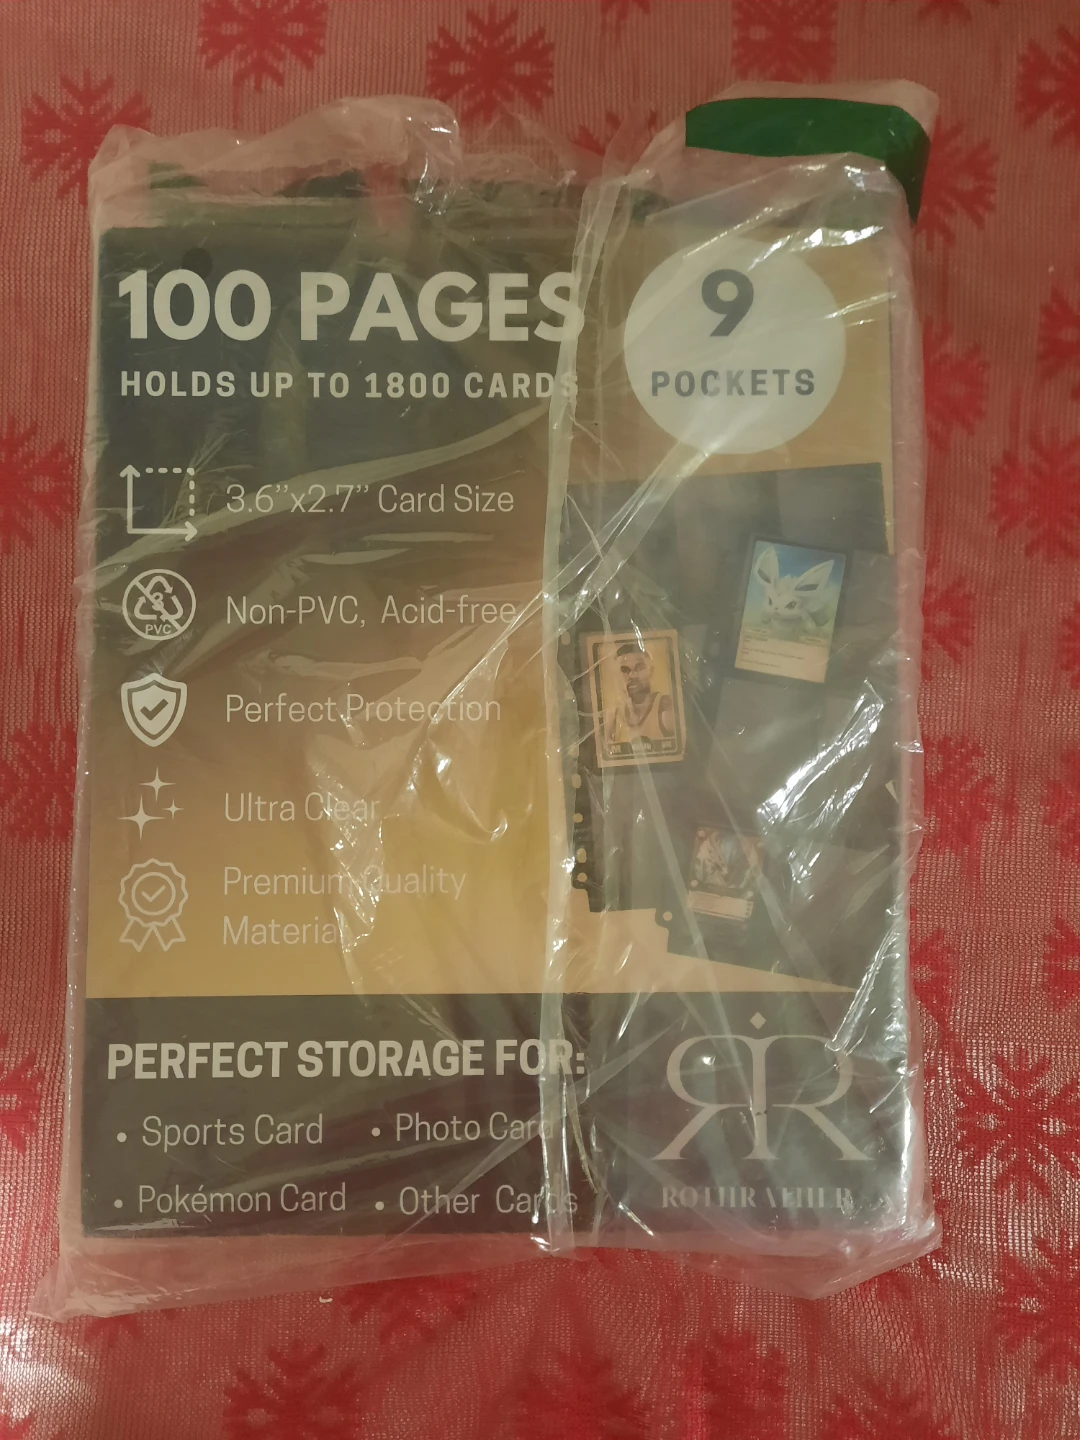 100 PAGES
HOLDS UP TO 1800 CARDS
9
POCKETS
3.6”x2.7” Card Size
PVC
Non-PVC, Acid-free
Perfect Protection
Ultra Clear
Premium Quality
Material
PERFECT STORAGE FOR:
• Sports Card • Photo Card
• Pokémon Card • Other Cards